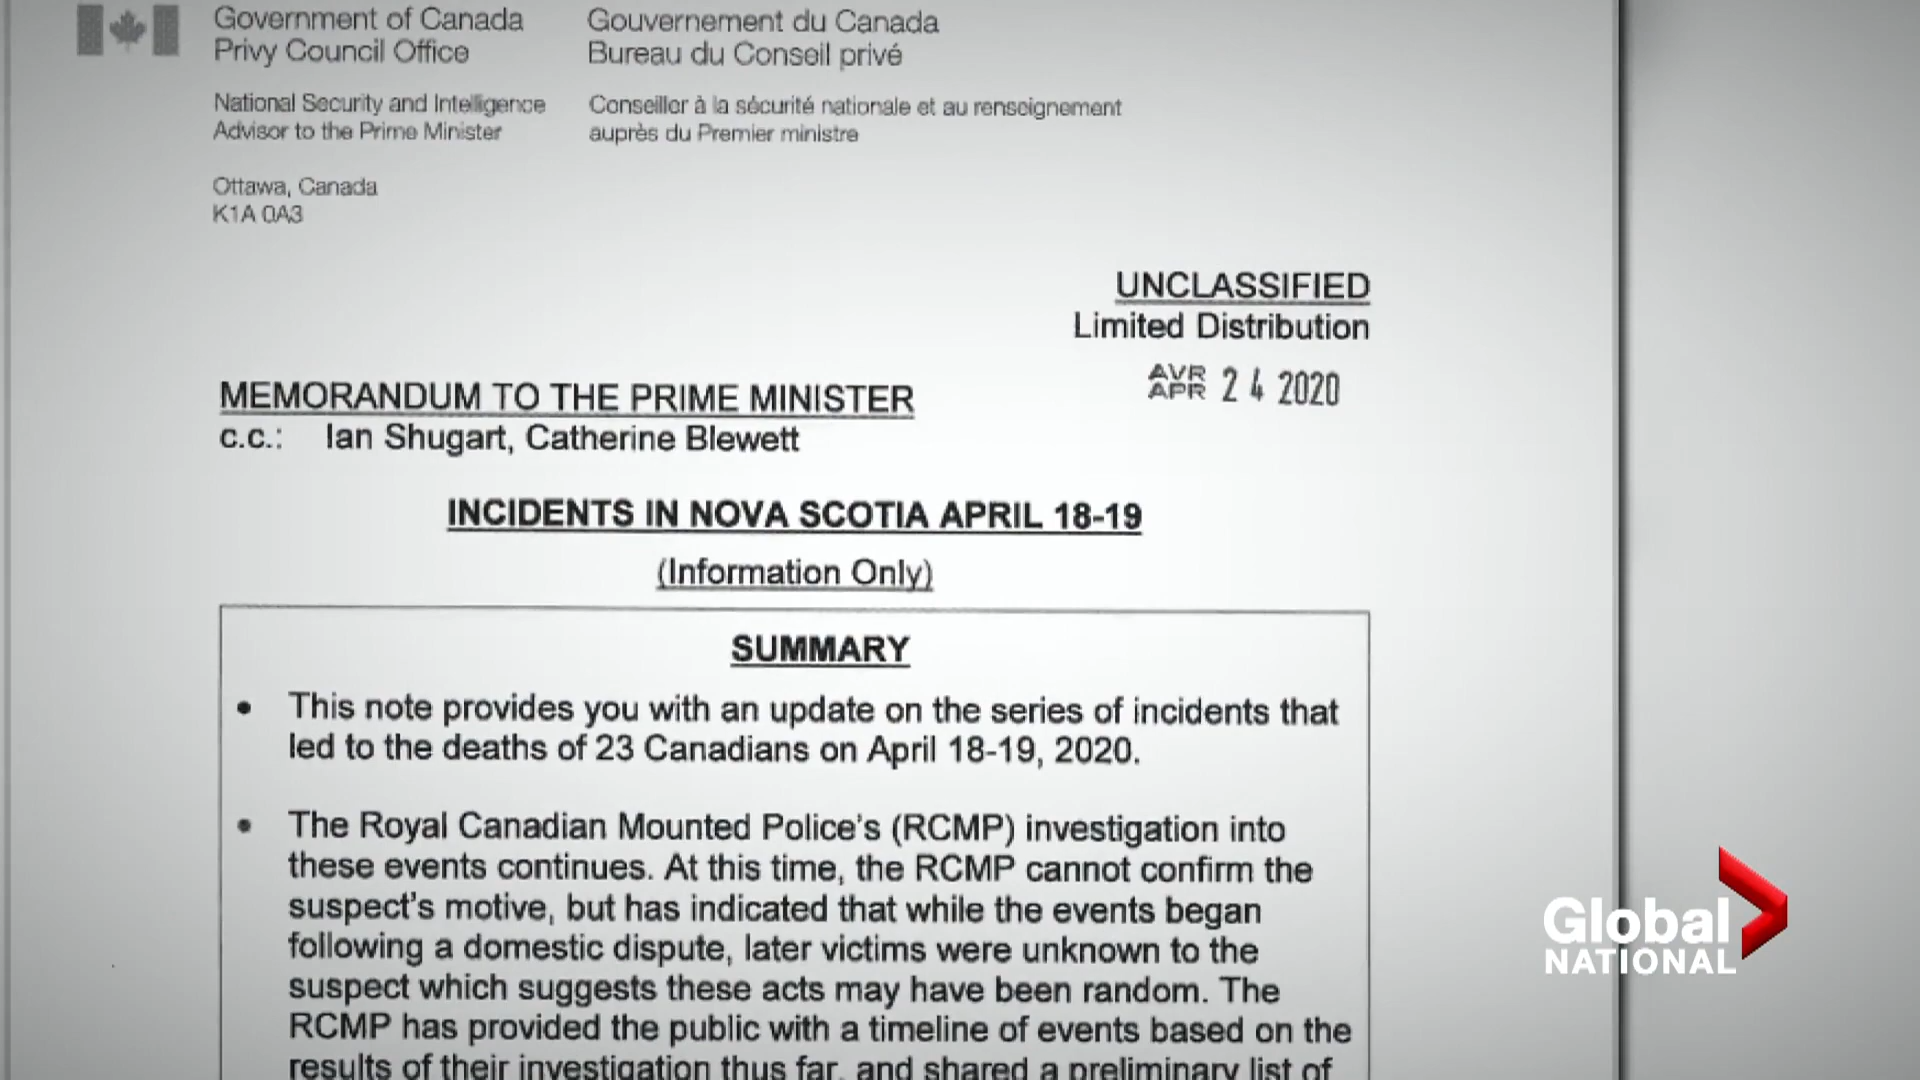 Government of Canada
Privy Council Office
Gouvernement du Canada
Bureau du Conseil privé
National Security and Intelligence
Advisor to the Prime Minister
Conseiller à la sécurité nationale et au renseignement
auprès du Premier ministre
Ottawa, Canada
K1A 0A3
UNCLASSIFIED
Limited Distribution
AVR
APR 24 2020
MEMORANDUM TO THE PRIME MINISTER
c.c.: Ian Shugart, Catherine Blewett
INCIDENTS IN NOVA SCOTIA APRIL 18-19
(Information Only)
SUMMARY
• This note provides you with an update on the series of incidents that
led to the deaths of 23 Canadians on April 18-19, 2020.
• The Royal Canadian Mounted Police's (RCMP) investigation into
these events continues. At this time, the RCMP cannot confirm the
suspect's motive, but has indicated that while the events began
following a domestic dispute, later victims were unknown to the
suspect which suggests these acts may have been random. The
RCMP has provided the public with a timeline of events based on the
results of their investigation thus far, and shared a preliminary list of
Global
NATIONAL